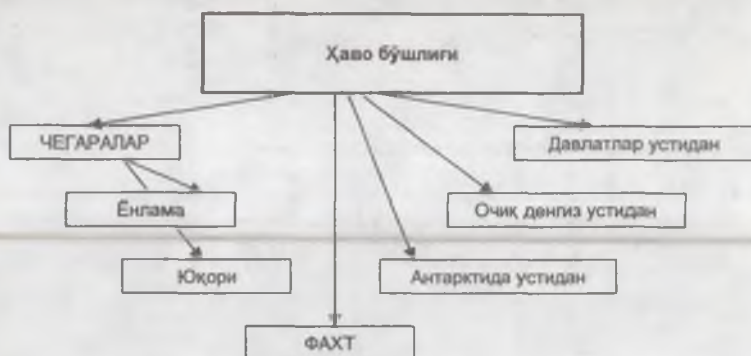 Ҳаво бўшлиғи
ЧЕГАРАЛАР
Давлатлар устидан
Ёнлама
Очиқ денгиз устидан
Юқори
Антарктида устидан
ФАХТ